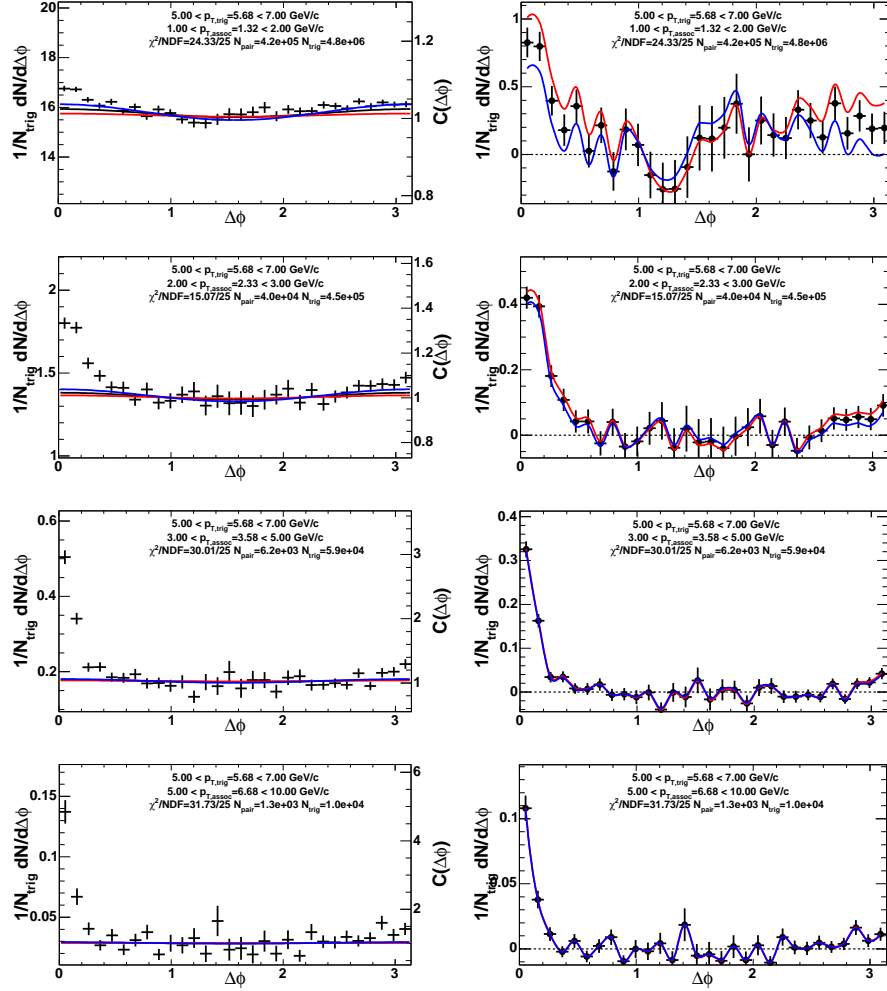 20
18
16
14
1.2
1
0.8
1/N_trig dN/dΔφ
C(Δφ)
5.00 < p_T,trig=5.68 < 7.00 GeV/c
1.00 < p_T,assoc=1.32 < 2.00 GeV/c
χ²/NDF=24.33/25 N_pair=4.2e+05 N_trig=4.8e+06
0 1 2 3
Δφ
1
0.5
0
1/N_trig dN/dΔφ
5.00 < p_T,trig=5.68 < 7.00 GeV/c
1.00 < p_T,assoc=1.32 < 2.00 GeV/c
χ²/NDF=24.33/25 N_pair=4.2e+05 N_trig=4.8e+06
0 1 2 3
Δφ
2
1.5
1
1.6
1.4
1.2
1
0.8
1/N_trig dN/dΔφ
C(Δφ)
5.00 < p_T,trig=5.68 < 7.00 GeV/c
2.00 < p_T,assoc=2.33 < 3.00 GeV/c
χ²/NDF=15.07/25 N_pair=4.0e+04 N_trig=4.5e+05
0 1 2 3
Δφ
0.4
0.2
0
1/N_trig dN/dΔφ
5.00 < p_T,trig=5.68 < 7.00 GeV/c
2.00 < p_T,assoc=2.33 < 3.00 GeV/c
χ²/NDF=15.07/25 N_pair=4.0e+04 N_trig=4.5e+05
0 1 2 3
Δφ
0.6
0.4
0.2
3
2
1
1/N_trig dN/dΔφ
C(Δφ)
5.00 < p_T,trig=5.68 < 7.00 GeV/c
3.00 < p_T,assoc=3.58 < 5.00 GeV/c
χ²/NDF=30.01/25 N_pair=6.2e+03 N_trig=5.9e+04
0 1 2 3
Δφ
0.4
0.3
0.2
0.1
0
1/N_trig dN/dΔφ
5.00 < p_T,trig=5.68 < 7.00 GeV/c
3.00 < p_T,assoc=3.58 < 5.00 GeV/c
χ²/NDF=30.01/25 N_pair=6.2e+03 N_trig=5.9e+04
0 1 2 3
Δφ
0.15
0.1
0.05
6
4
2
1/N_trig dN/dΔφ
C(Δφ)
5.00 < p_T,trig=5.68 < 7.00 GeV/c
5.00 < p_T,assoc=6.68 < 10.00 GeV/c
χ²/NDF=31.73/25 N_pair=1.3e+03 N_trig=1.0e+04
0 1 2 3
Δφ
0.1
0.05
0
1/N_trig dN/dΔφ
5.00 < p_T,trig=5.68 < 7.00 GeV/c
5.00 < p_T,assoc=6.68 < 10.00 GeV/c
χ²/NDF=31.73/25 N_pair=1.3e+03 N_trig=1.0e+04
0 1 2 3
Δφ